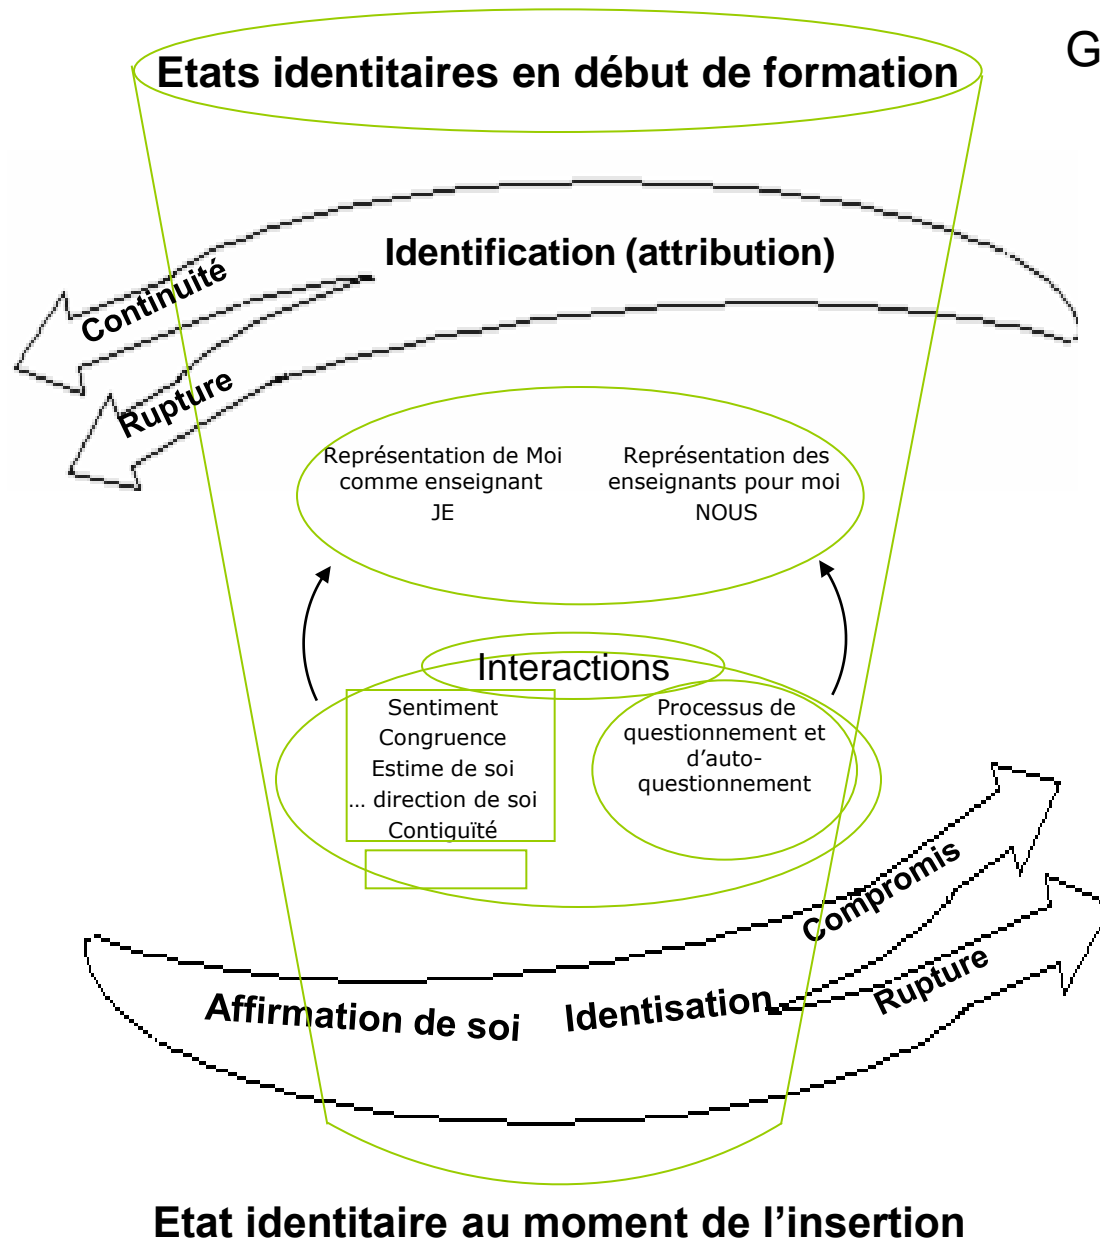 G
Etats identitaires en début de formation
Identification (attribution)
Continuité
Rupture
Représentation de Moi
comme enseignant
JE
Représentation des
enseignants pour moi
NOUS
Interactions
Sentiment
Congruence
Estime de soi
… direction de soi
Contiguïté
Processus de
questionnement et
d’auto-
questionnement
Compromis
Rupture
Affirmation de soi
Identisation
Etat identitaire au moment de l’insertion